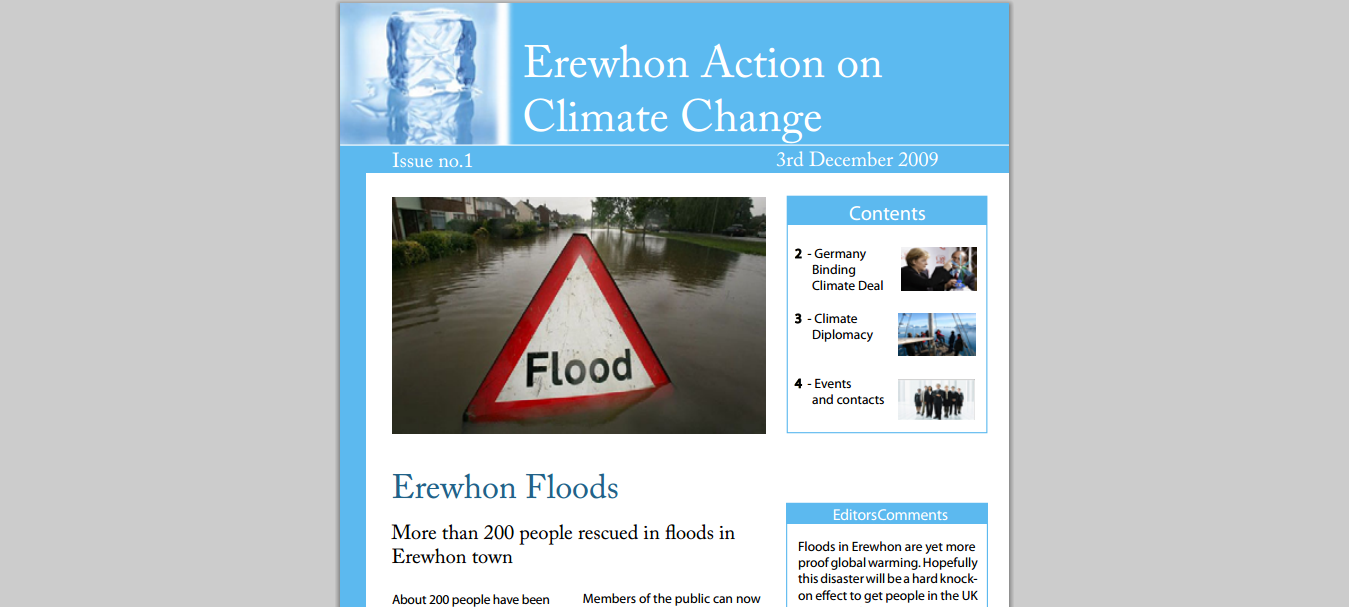 Erewhon Action on
Climate Change
Issue no.1
3rd December 2009
Flood
Contents
2 - Germany
Binding
Climate Deal
3 - Climate
Diplomacy
4 - Events
and contacts
Erewhon Floods
More than 200 people rescued in floods in
Erewhon town
About 200 people have been
Members of the public can now
EditorsComments
Floods in Erewhon are yet more
proof global warming. Hopefully
this disaster will be a hard knock-
on effect to get people in the UK